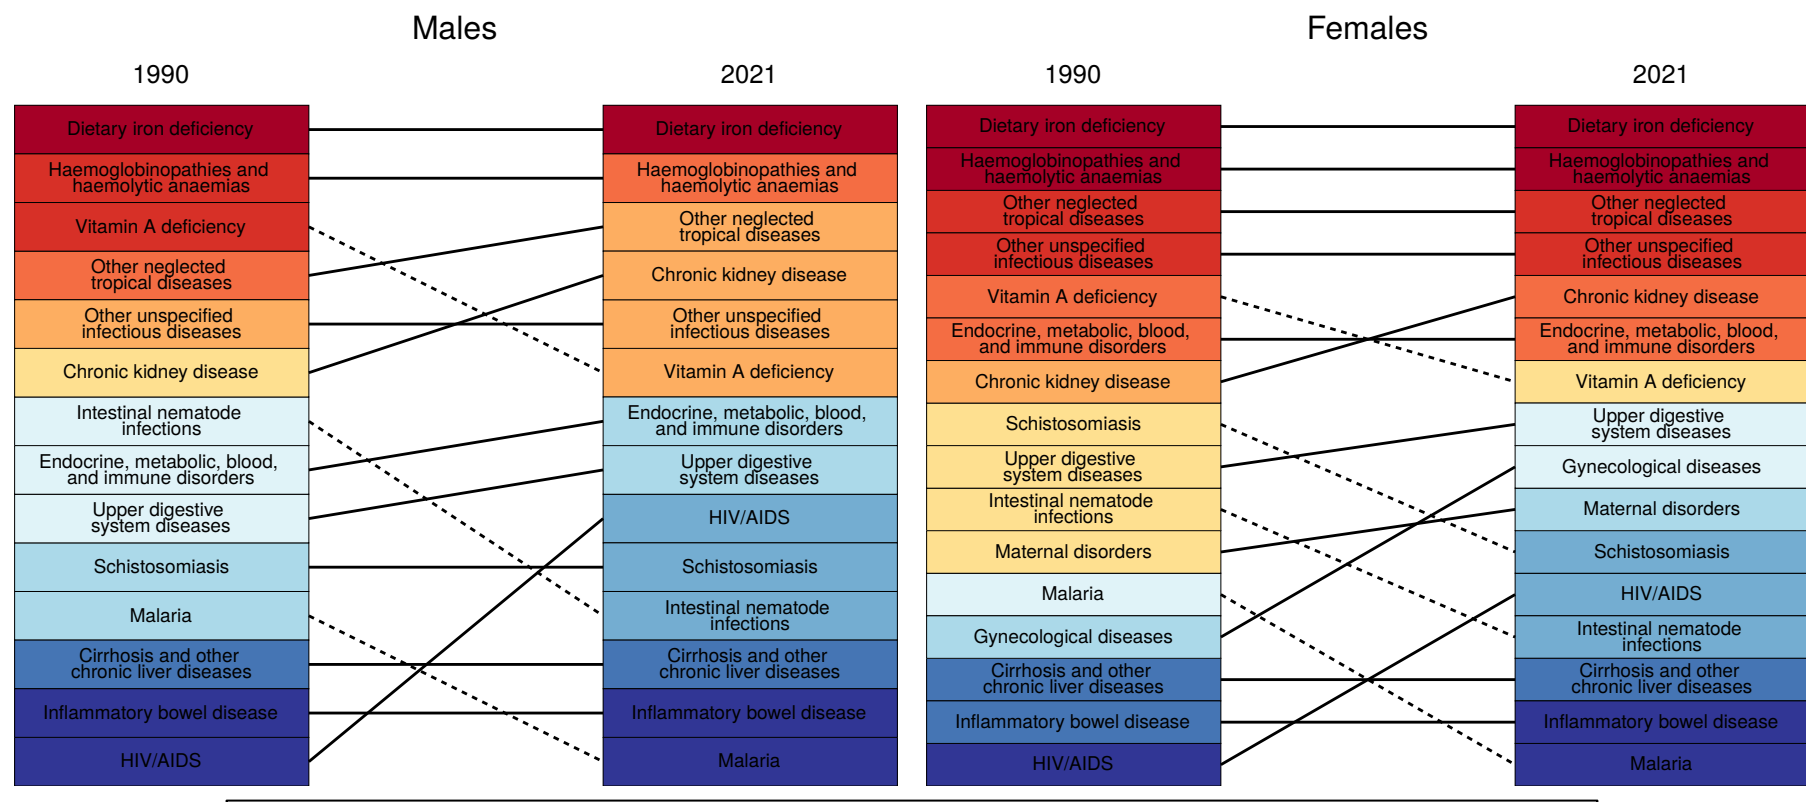 Males
1990
2021
Dietary iron deficiency
Haemoglobinopathies and
haemolytic anaemias
Vitamin A deficiency
Other neglected
tropical diseases
Other unspecified
infectious diseases
Chronic kidney disease
Intestinal nematode
infections
Endocrine, metabolic, blood,
and immune disorders
Upper digestive
system diseases
Schistosomiasis
Malaria
Cirrhosis and other
chronic liver diseases
Inflammatory bowel disease
HIV/AIDS
Dietary iron deficiency
Haemoglobinopathies and
haemolytic anaemias
Other neglected
tropical diseases
Chronic kidney disease
Other unspecified
infectious diseases
Vitamin A deficiency
Endocrine, metabolic, blood,
and immune disorders
Upper digestive
system diseases
HIV/AIDS
Schistosomiasis
Intestinal nematode
infections
Cirrhosis and other
chronic liver diseases
Inflammatory bowel disease
Malaria
Females
1990
2021
Dietary iron deficiency
Haemoglobinopathies and
haemolytic anaemias
Other neglected
tropical diseases
Other unspecified
infectious diseases
Vitamin A deficiency
Endocrine, metabolic, blood,
and immune disorders
Chronic kidney disease
Schistosomiasis
Upper digestive
system diseases
Intestinal nematode
infections
Maternal disorders
Malaria
Gynecological diseases
Cirrhosis and other
chronic liver diseases
Inflammatory bowel disease
HIV/AIDS
Dietary iron deficiency
Haemoglobinopathies and
haemolytic anaemias
Other neglected
tropical diseases
Other unspecified
infectious diseases
Chronic kidney disease
Endocrine, metabolic, blood,
and immune disorders
Vitamin A deficiency
Upper digestive
system diseases
Gynecological diseases
Maternal disorders
Schistosomiasis
HIV/AIDS
Intestinal nematode
infections
Cirrhosis and other
chronic liver diseases
Inflammatory bowel disease
Malaria